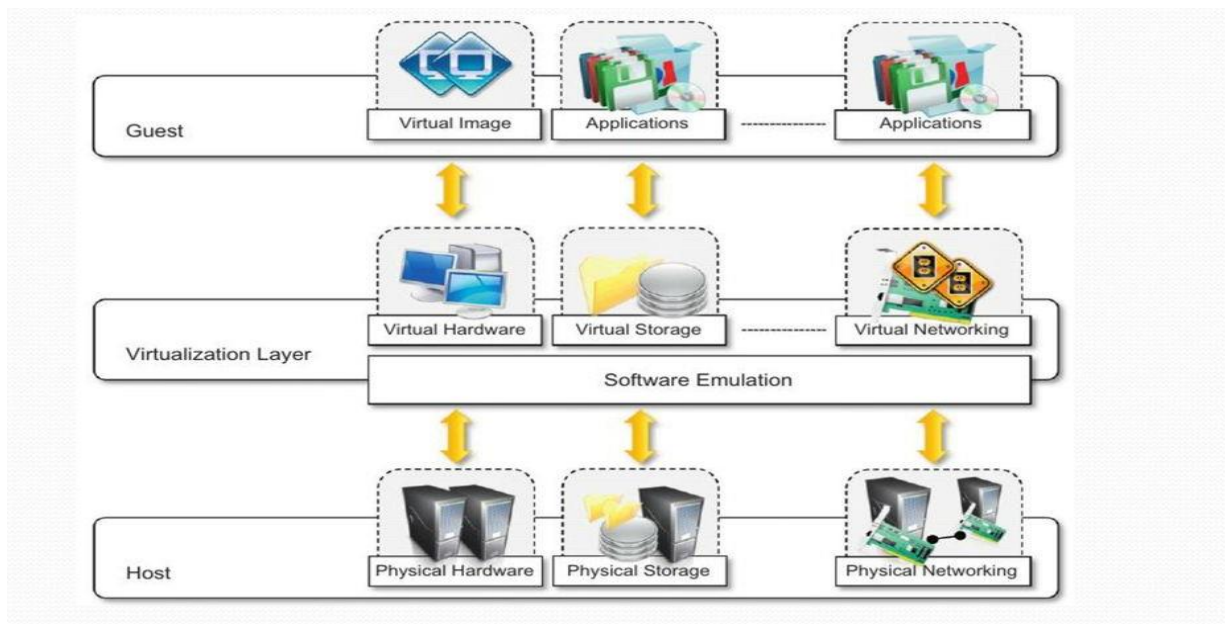 Guest
Virtual Image
Applications
Applications
Virtualization Layer
Virtual Hardware
Virtual Storage
Virtual Networking
Software Emulation
Host
Physical Hardware
Physical Storage
Physical Networking